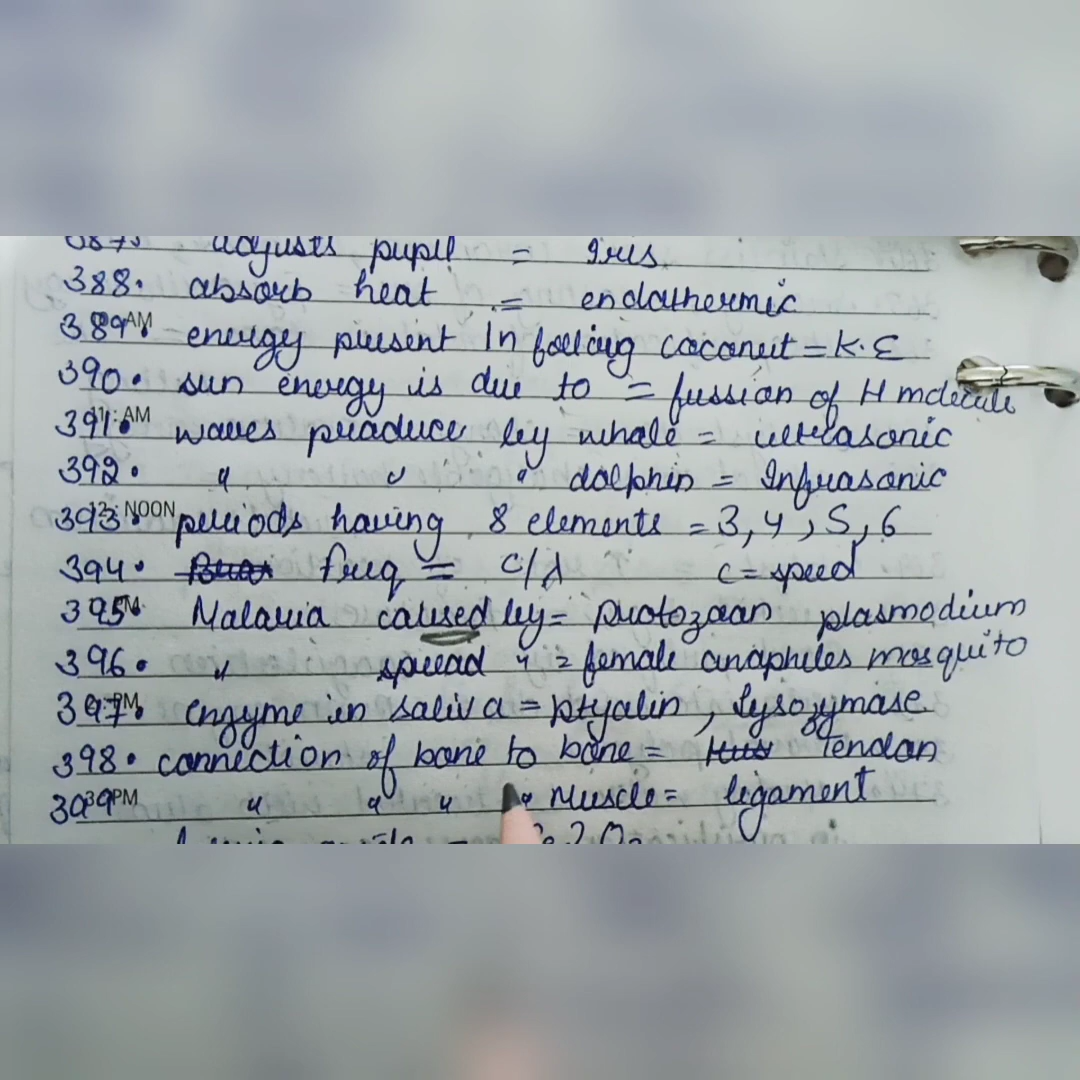 387. adjusts pupil = Iris
388. absorb heat = endothermic
389. energy present In falling coconut = K.E
390. sun energy is due to = fussion of H molecule
391. waves produce by whale = ultrasonic
392. " " " dolphin = Infrasonic
393. periods having 8 elements = 3, 4, 5, 6
394. freq = c/λ c = speed
395. Malaria caused by = protozoan plasmodium
396. " spread " = female anopheles mosquito
397. enzyme in saliva = ptyalin, lysozymase
398. connection of bone to bone = Tendon
399. " " " " Muscle = ligament